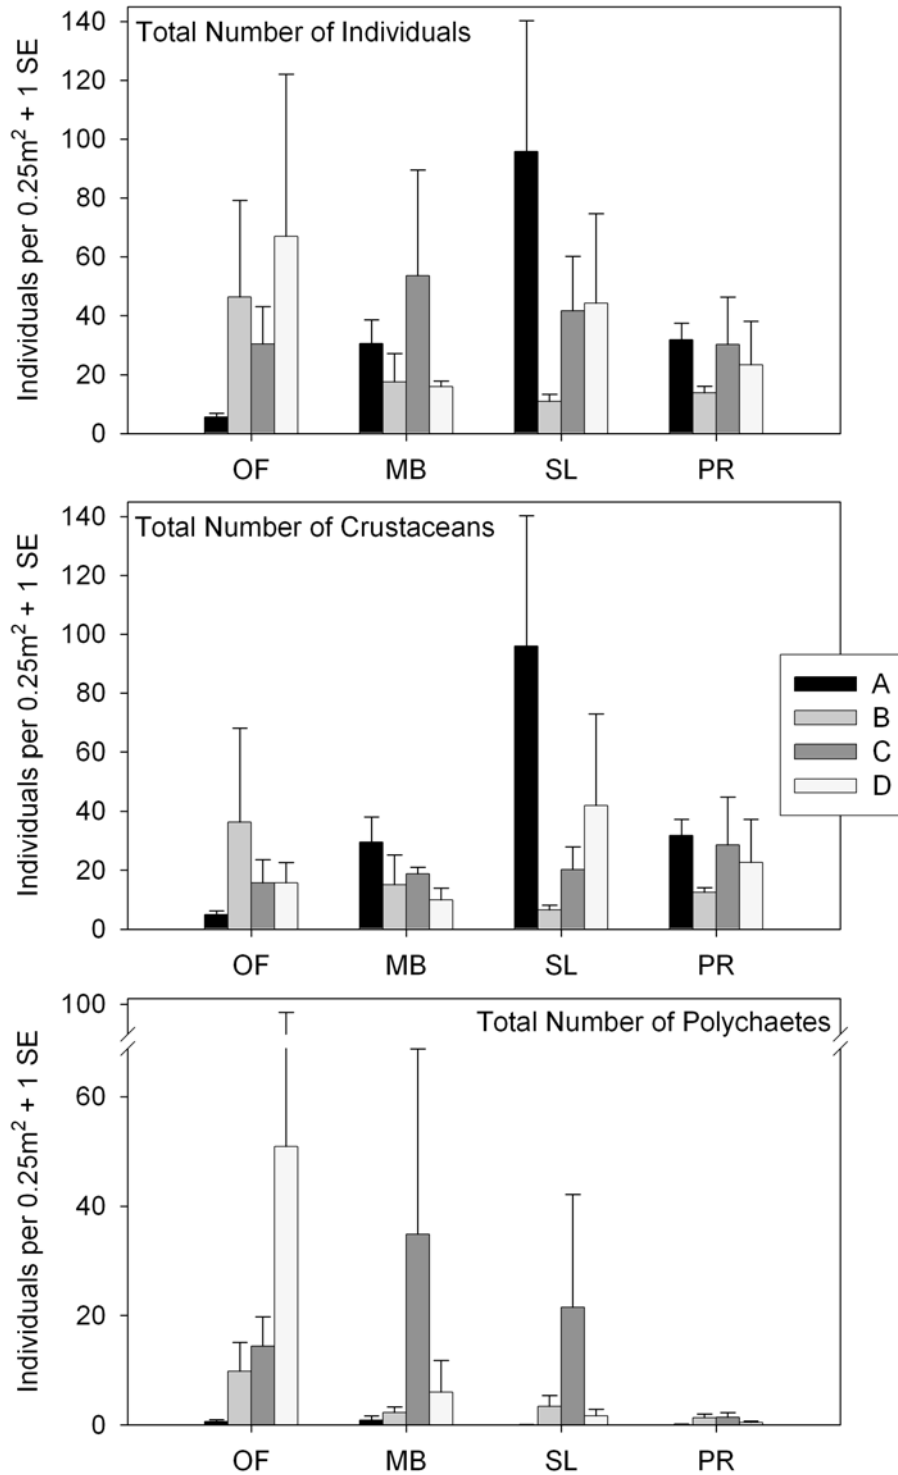 Total Number of Individuals
Individuals per 0.25m² + 1 SE
140
120
100
80
60
40
20
0
OF MB SL PR
Total Number of Crustaceans
Individuals per 0.25m² + 1 SE
140
120
100
80
60
40
20
0
OF MB SL PR
A
B
C
D
Total Number of Polychaetes
Individuals per 0.25m² + 1 SE
100
60
40
20
0
OF MB SL PR